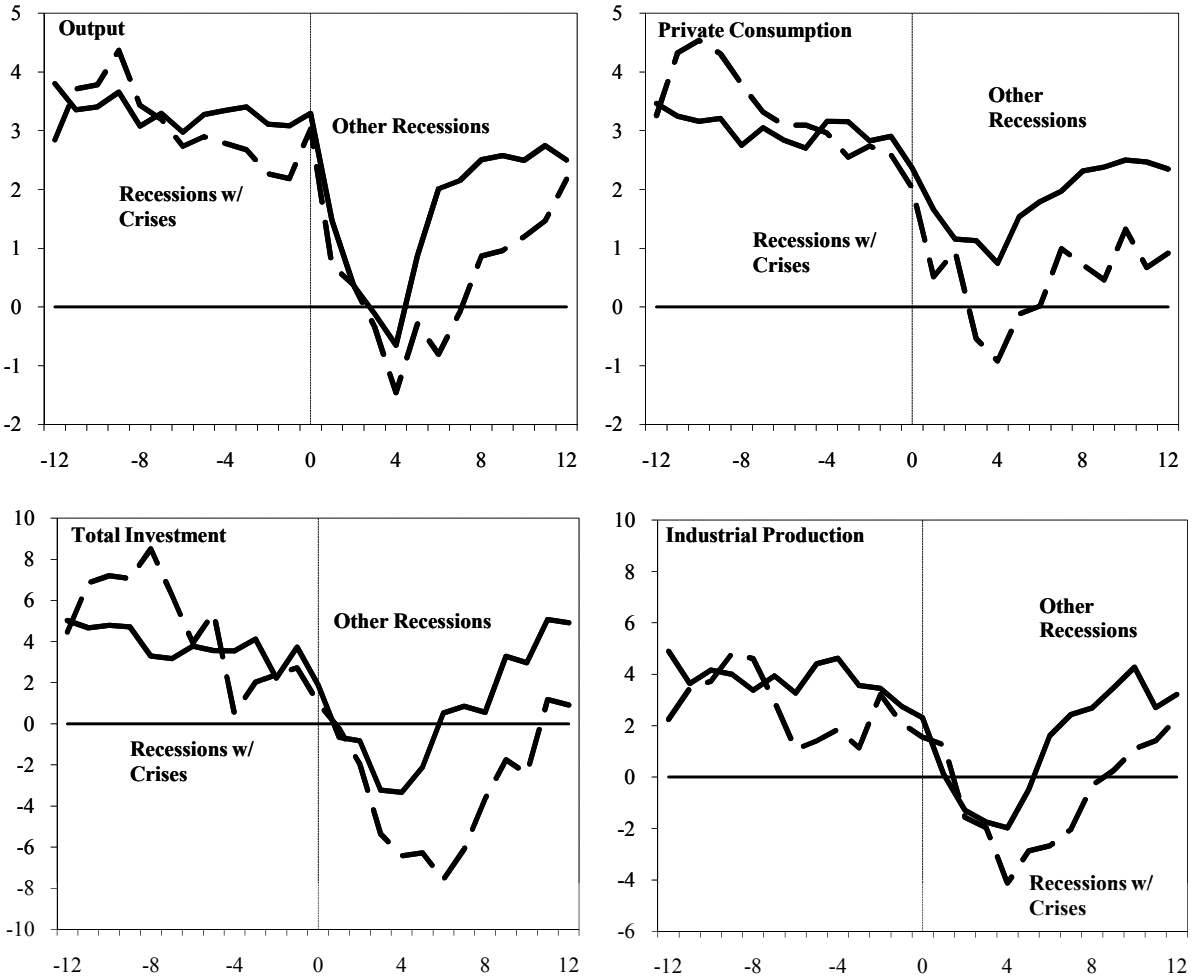 5
Output
4
3
Other Recessions
2
Recessions w/
Crises
1
0
-1
-2
-12 -8 -4 0 4 8 12
5
Private Consumption
4
Other
Recessions
3
2
Recessions w/
Crises
1
0
-1
-2
-12 -8 -4 0 4 8 12
10
Total Investment
8
6
Other Recessions
4
2
0
Recessions w/
Crises
-2
-4
-6
-8
-10
-12 -8 -4 0 4 8 12
10
Industrial Production
8
Other
Recessions
6
4
2
0
-2
-4
Recessions w/
Crises
-6
-12 -8 -4 0 4 8 12